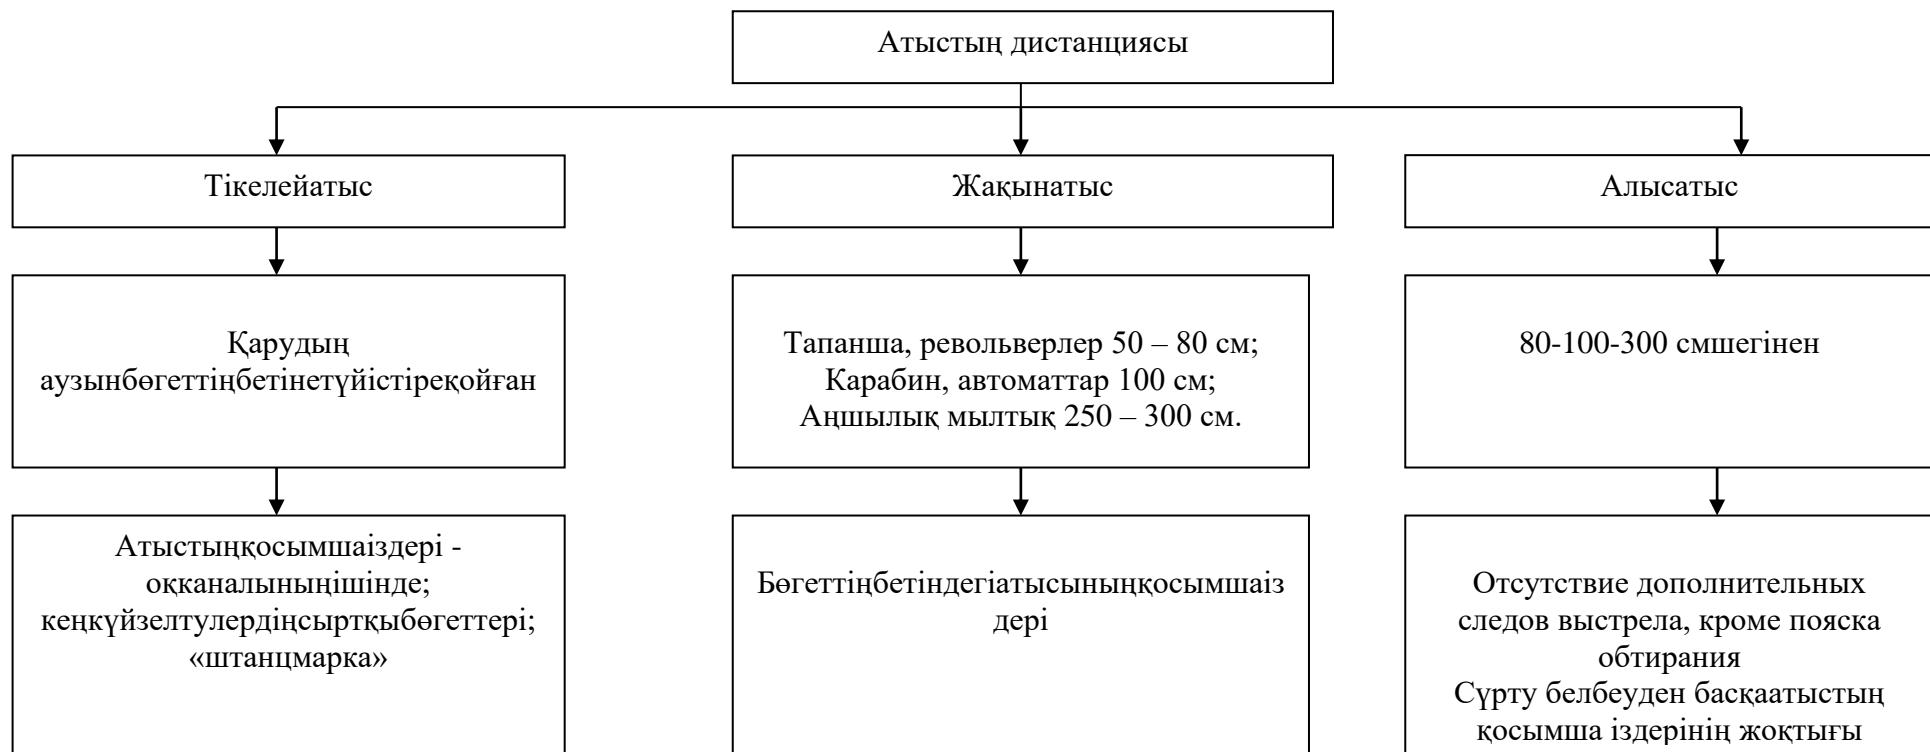 Атыстың дистанциясы
Тікелейатыс
Жақынатыс
Алысатыс
Қарудың
аузынбөгеттіңбетінетүйістіреқойған
Тапанша, револьверлер 50 – 80 см;
Карабин, автоматтар 100 см;
Аңшылық мылтық 250 – 300 см.
80-100-300 смшегінен
Атыстыңқосымшаіздері -
оққаналыныңішінде;
кеңкүйзелтулердіңсыртқыбөгеттері;
«штанцмарка»
Бөгеттіңбетіндегіатысыныңқосымшаіз
дері
Отсутствие дополнительных
следов выстрела, кроме пояска
обтирания
Сүрту белбеуден басқаатыстың
қосымша іздерінің жоқтығы